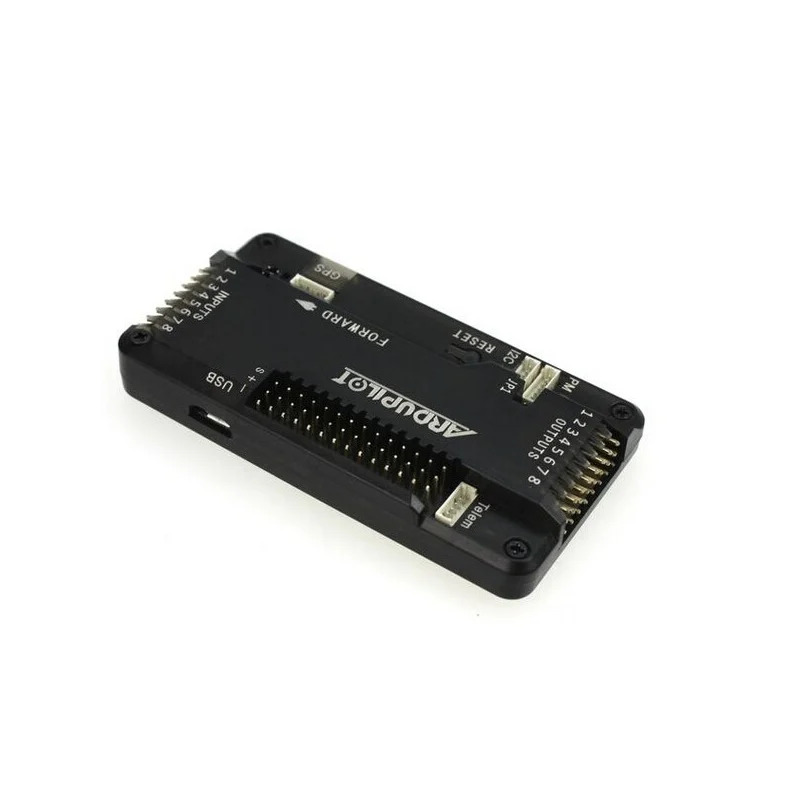 GPS
1 2 3 4 5 6 7 8
INPUTS
FORWARD
RESET
I2C
PM
JP1
USB
S
+
−
ARDUPILOT
1 2 3 4 5 6 7 8
OUTPUTS
Telem